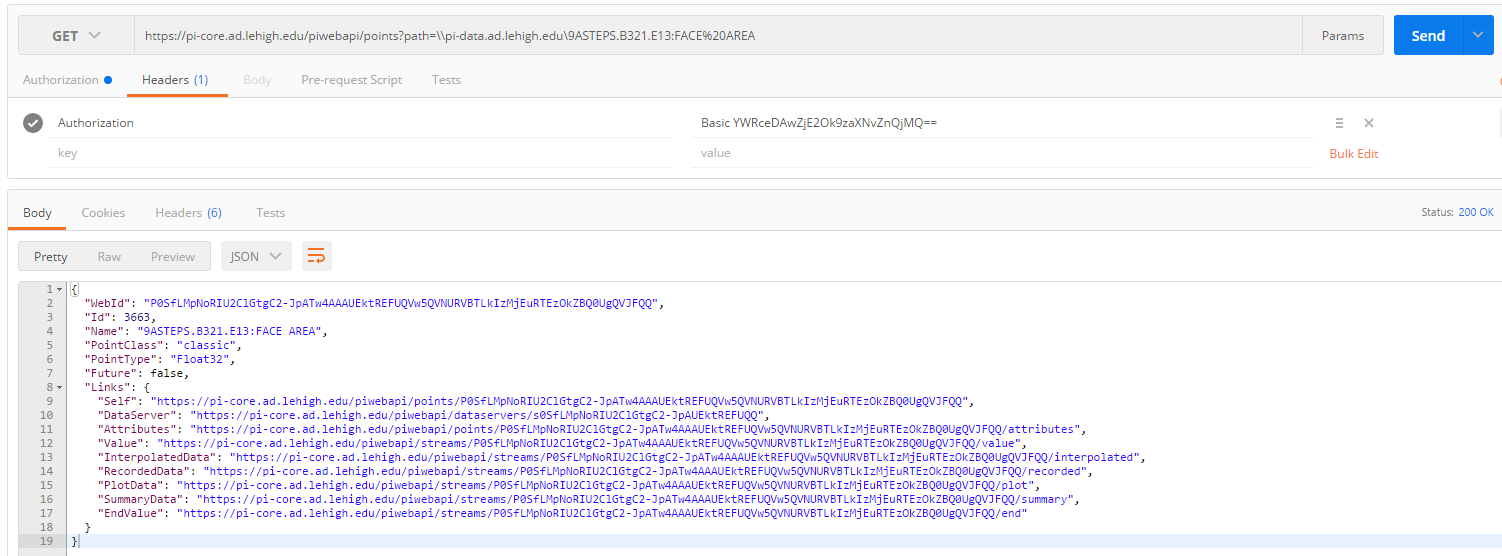 GET https://pi-core.ad.lehigh.edu/piwebapi/points?path=\\pi-data.ad.lehigh.edu\9ASTEPS.B321.E13:FACE%20AREA Params Send
Authorization Headers (1) Body Pre-request Script Tests
Authorization Basic YWRceDAwZjE2Ok9zaXNvZnQjMQ==
key value Bulk Edit
Body Cookies Headers (6) Tests Status: 200 OK
Pretty Raw Preview JSON
1 {
2 "WebId": "P0SfLMpNoRIU2ClGtgC2-JpATw4AAAUEktREFUQVw5QVNURVBTLkIzMjEuRTEzOkZBQ0UgQVJFQQ",
3 "Id": 3663,
4 "Name": "9ASTEPS.B321.E13:FACE AREA",
5 "PointClass": "classic",
6 "PointType": "Float32",
7 "Future": false,
8 "Links": {
9 "Self": "https://pi-core.ad.lehigh.edu/piwebapi/points/P0SfLMpNoRIU2ClGtgC2-JpATw4AAAUEktREFUQVw5QVNURVBTLkIzMjEuRTEzOkZBQ0UgQVJFQQ",
10 "DataServer": "https://pi-core.ad.lehigh.edu/piwebapi/dataservers/s0SfLMpNoRIU2ClGtgC2-JpAUEktREFUQQ",
11 "Attributes": "https://pi-core.ad.lehigh.edu/piwebapi/points/P0SfLMpNoRIU2ClGtgC2-JpATw4AAAUEktREFUQVw5QVNURVBTLkIzMjEuRTEzOkZBQ0UgQVJFQQ/attributes",
12 "Value": "https://pi-core.ad.lehigh.edu/piwebapi/streams/P0SfLMpNoRIU2ClGtgC2-JpATw4AAAUEktREFUQVw5QVNURVBTLkIzMjEuRTEzOkZBQ0UgQVJFQQ/value",
13 "InterpolatedData": "https://pi-core.ad.lehigh.edu/piwebapi/streams/P0SfLMpNoRIU2ClGtgC2-JpATw4AAAUEktREFUQVw5QVNURVBTLkIzMjEuRTEzOkZBQ0UgQVJFQQ/interpolated",
14 "RecordedData": "https://pi-core.ad.lehigh.edu/piwebapi/streams/P0SfLMpNoRIU2ClGtgC2-JpATw4AAAUEktREFUQVw5QVNURVBTLkIzMjEuRTEzOkZBQ0UgQVJFQQ/recorded",
15 "PlotData": "https://pi-core.ad.lehigh.edu/piwebapi/streams/P0SfLMpNoRIU2ClGtgC2-JpATw4AAAUEktREFUQVw5QVNURVBTLkIzMjEuRTEzOkZBQ0UgQVJFQQ/plot",
16 "SummaryData": "https://pi-core.ad.lehigh.edu/piwebapi/streams/P0SfLMpNoRIU2ClGtgC2-JpATw4AAAUEktREFUQVw5QVNURVBTLkIzMjEuRTEzOkZBQ0UgQVJFQQ/summary",
17 "EndValue": "https://pi-core.ad.lehigh.edu/piwebapi/streams/P0SfLMpNoRIU2ClGtgC2-JpATw4AAAUEktREFUQVw5QVNURVBTLkIzMjEuRTEzOkZBQ0UgQVJFQQ/end"
18 }
19 }